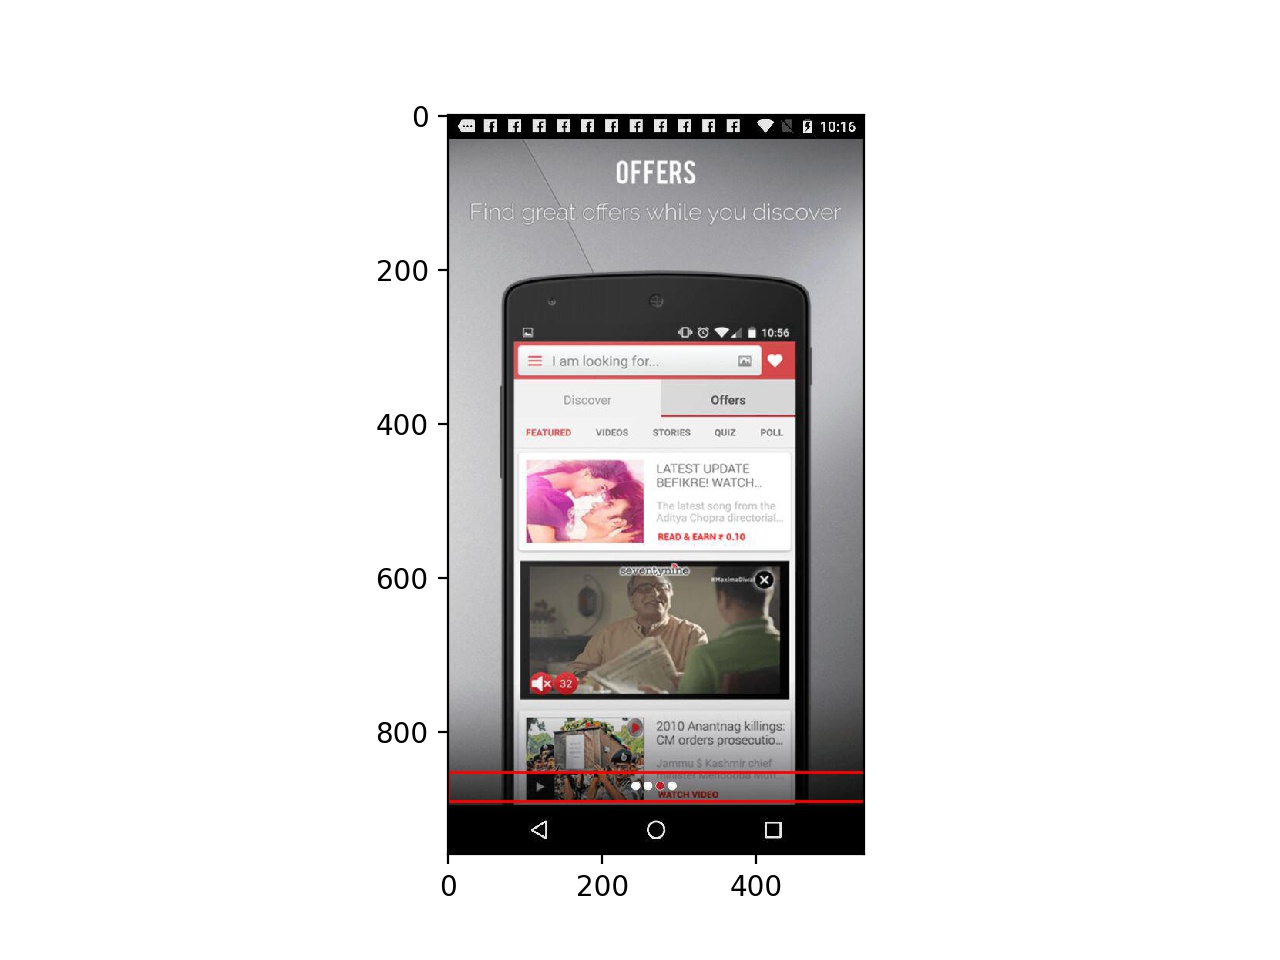 0
200
400
600
800
0
200
400
10:16
OFFERS
Find great offers while you discover
10:56
I am looking for...
Discover
Offers
FEATURED
VIDEOS
STORIES
QUIZ
POLL
LATEST UPDATE
BEFIKRE! WATCH...
The latest song from the
Aditya Chopra directorial...
READ & EARN ₹ 0.10
seventynine
32
2010 Anantnag killings:
CM orders prosecutio...
Jammu $ Kashmir chief
WATCH VIDEO